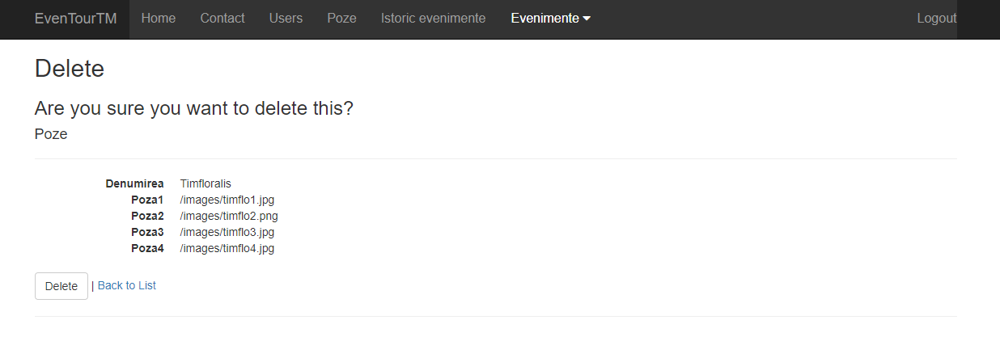 EvenTourTM Home Contact Users Poze Istoric evenimente Evenimente Logout
Delete
Are you sure you want to delete this?
Poze
Denumirea Timfloralis
Poza1 /images/timflo1.jpg
Poza2 /images/timflo2.png
Poza3 /images/timflo3.jpg
Poza4 /images/timflo4.jpg
Delete | Back to List